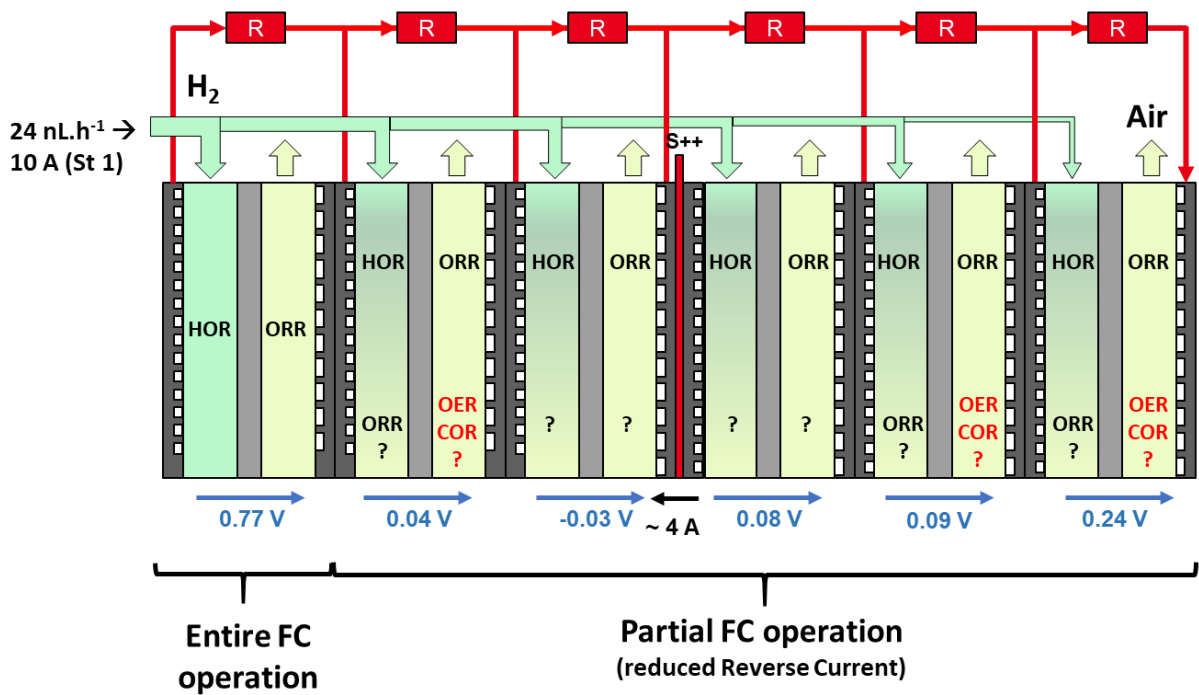 R R R R R R
H2
24 nL.h-1 →
10 A (St 1)
S++
Air
HOR ORR
HOR ORR
HOR ORR
HOR ORR
HOR ORR
HOR ORR
ORR
?
OER
COR
?
?
?
?
?
ORR
?
OER
COR
?
ORR
?
OER
COR
?
0.77 V
0.04 V
-0.03 V
~ 4 A
0.08 V
0.09 V
0.24 V
Entire FC
operation
Partial FC operation
(reduced Reverse Current)